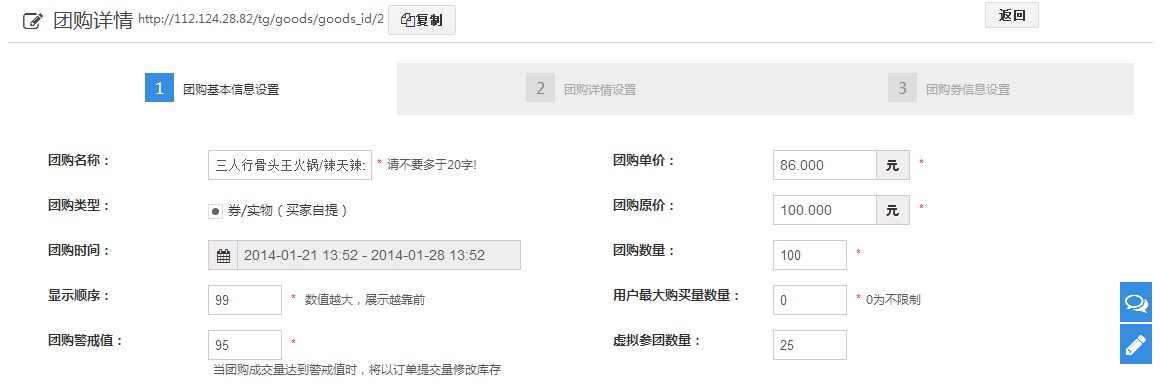 团购详情 http://112.124.28.82/tg/goods/goods_id/2 复制 返回
1 团购基本信息设置 2 团购详情设置 3 团购券信息设置
团购名称： 三人行骨头王火锅/辣天辣: * 请不要多于20字! 团购单价： 86.000 元 *
团购类型： 券/实物（买家自提） 团购原价： 100.000 元 *
团购时间： 2014-01-21 13:52 - 2014-01-28 13:52 团购数量： 100 *
显示顺序： 99 * 数值越大，展示越靠前 用户最大购买量数量： 0 * 0为不限制
团购警戒值： 95 * 虚拟参团数量： 25
当团购成交量达到警戒值时，将以订单提交量修改库存